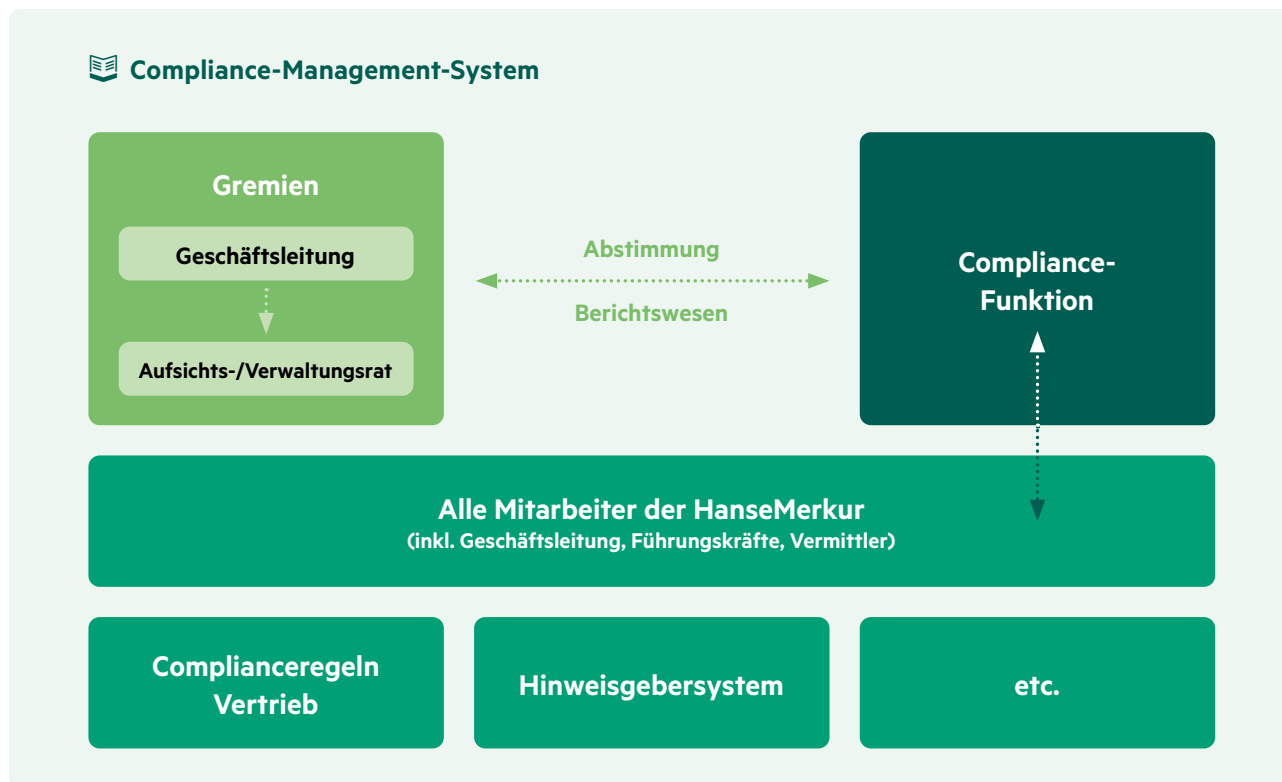 Compliance-Management-System
Gremien
Geschäftsleitung
Aufsichts-/Verwaltungsrat
Abstimmung
Berichtswesen
Compliance-
Funktion
Alle Mitarbeiter der HanseMerkur
(inkl. Geschäftsleitung, Führungskräfte, Vermittler)
Complianceregeln
Vertrieb
Hinweisgebersystem
etc.